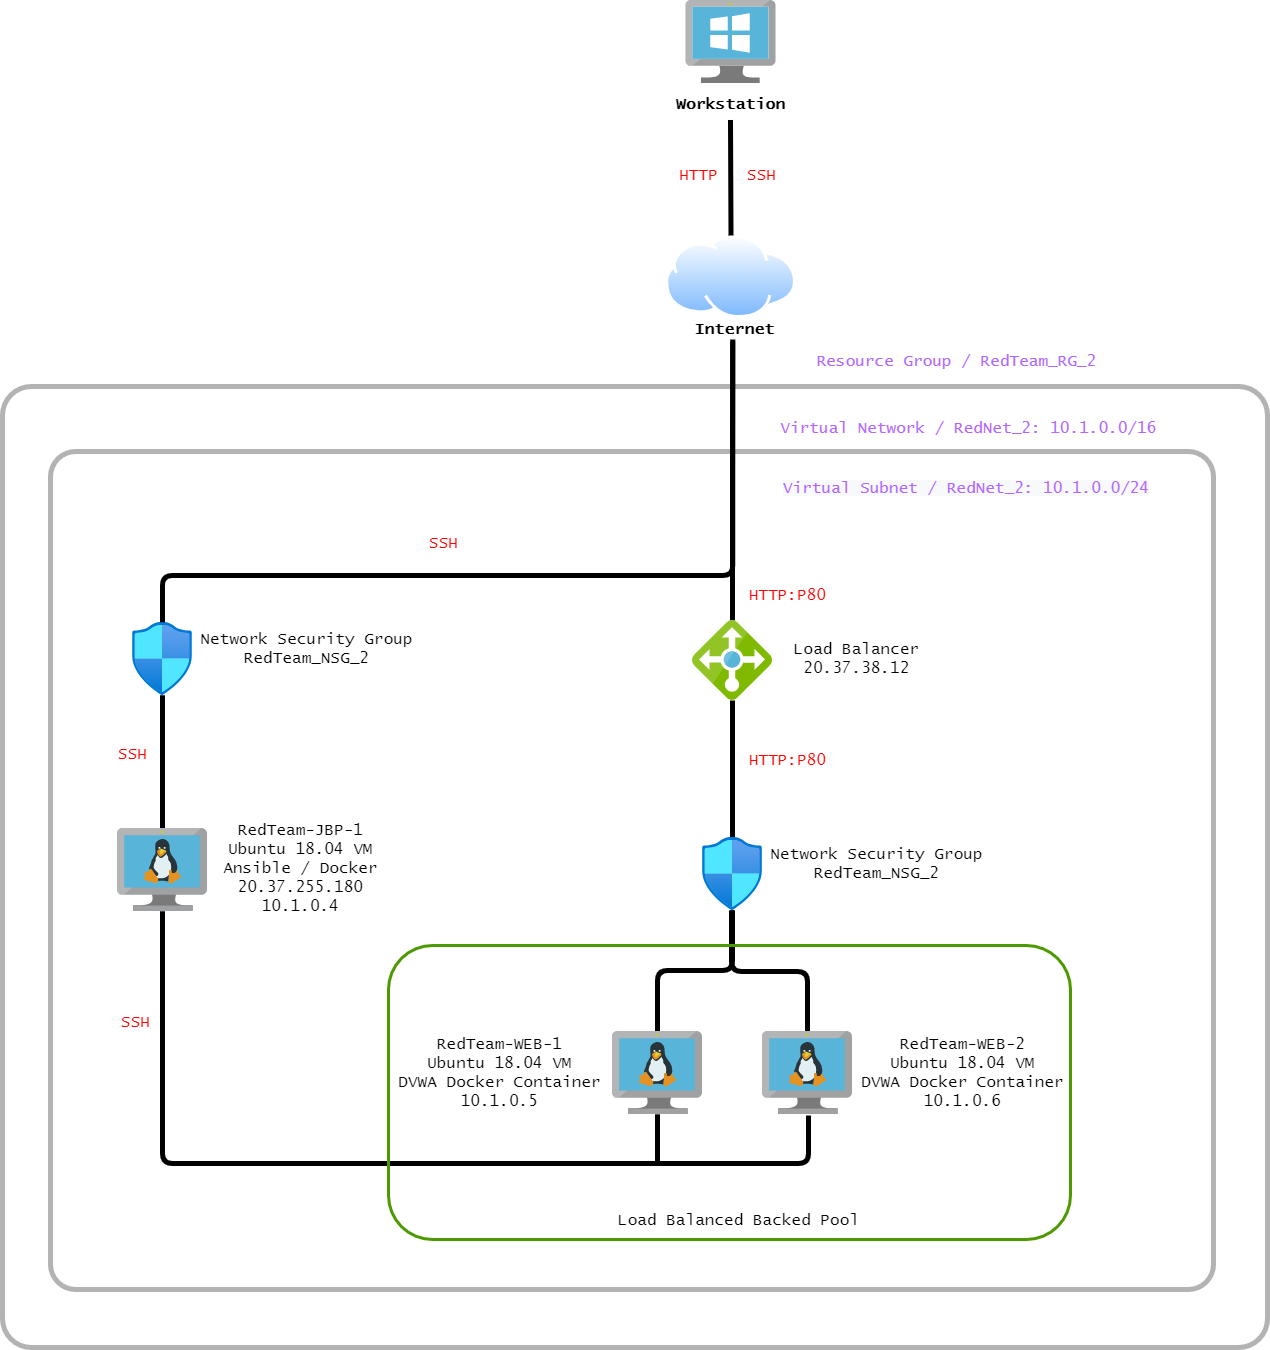 Workstation
HTTP
SSH
Internet
Resource Group / RedTeam_RG_2
Virtual Network / RedNet_2: 10.1.0.0/16
Virtual Subnet / RedNet_2: 10.1.0.0/24
SSH
HTTP:P80
Network Security Group
RedTeam_NSG_2
Load Balancer
20.37.38.12
SSH
HTTP:P80
RedTeam-JBP-1
Ubuntu 18.04 VM
Ansible / Docker
20.37.255.180
10.1.0.4
Network Security Group
RedTeam_NSG_2
SSH
RedTeam-WEB-1
Ubuntu 18.04 VM
DVWA Docker Container
10.1.0.5
RedTeam-WEB-2
Ubuntu 18.04 VM
DVWA Docker Container
10.1.0.6
Load Balanced Backed Pool